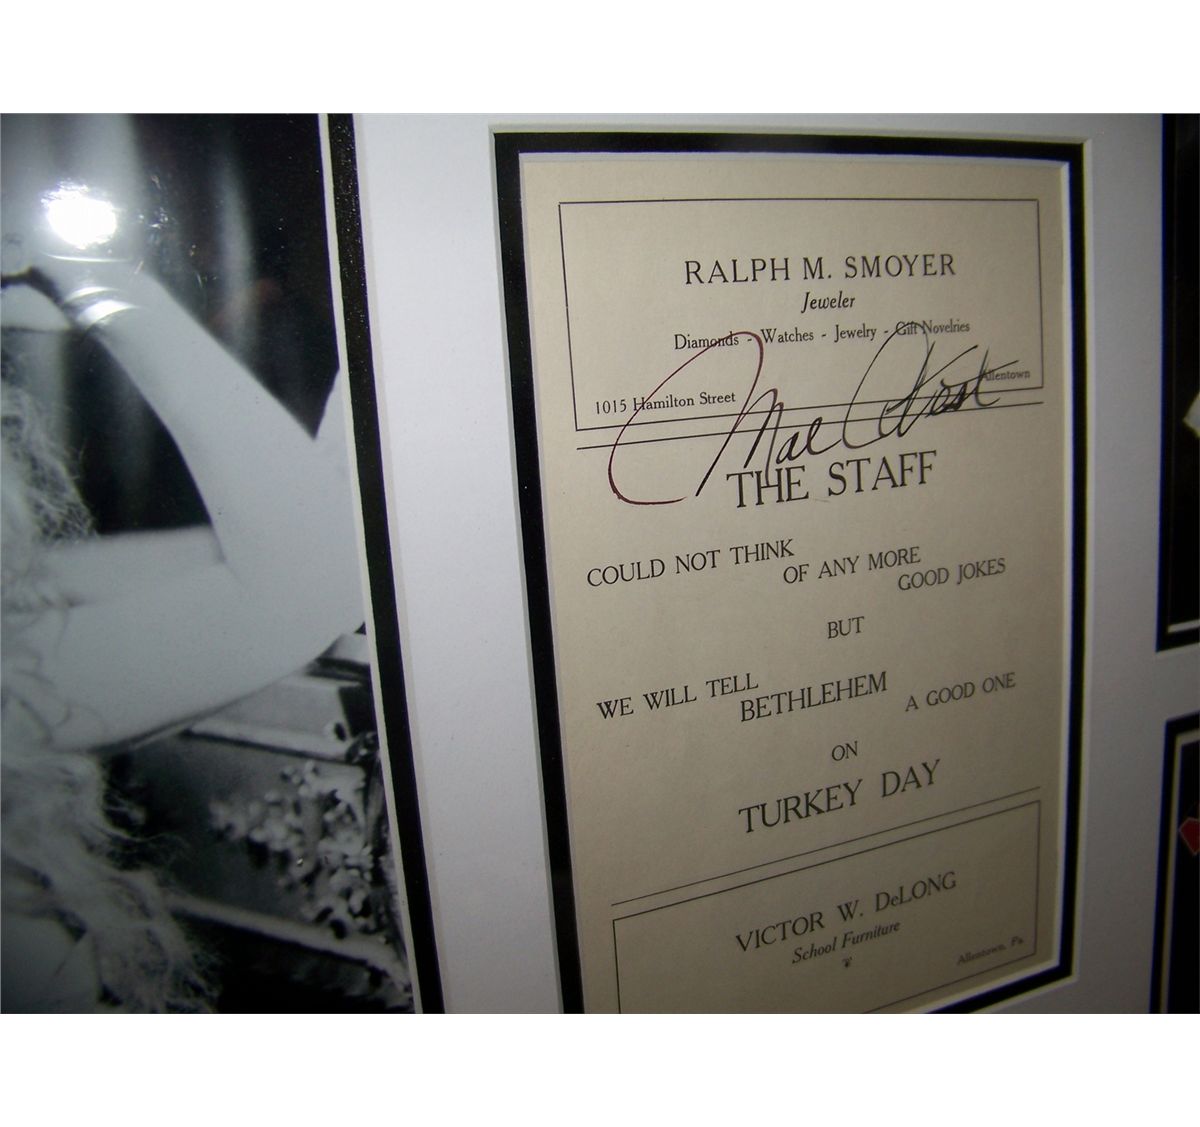 RALPH M. SMOYER
Jeweler
Diamonds - Watches - Jewelry - Gift Novelries
1015 Hamilton Street
Allentown
Mae West
THE STAFF
COULD NOT THINK
OF ANY MORE
GOOD JOKES
BUT
WE WILL TELL
BETHLEHEM
A GOOD ONE
ON
TURKEY DAY
VICTOR W. DeLONG
School Furniture
Allentown, Pa.